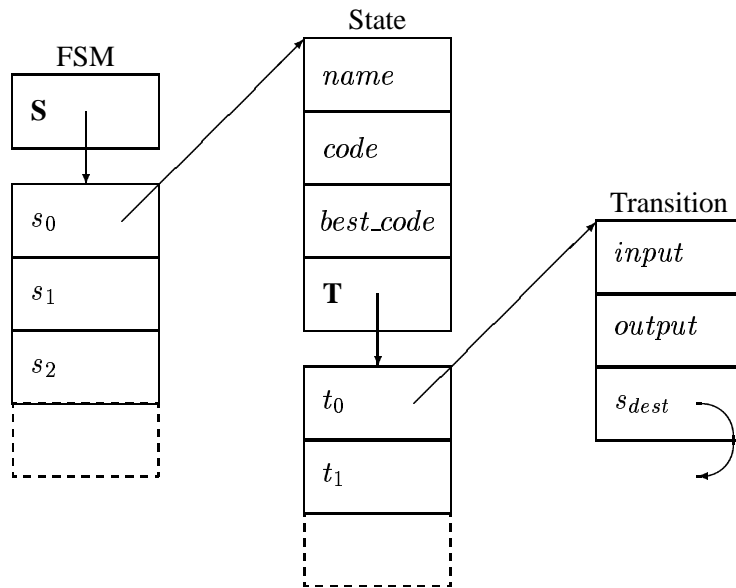 FSM
S
s0
s1
s2
State
name
code
best_code
T
t0
t1
Transition
input
output
sdest